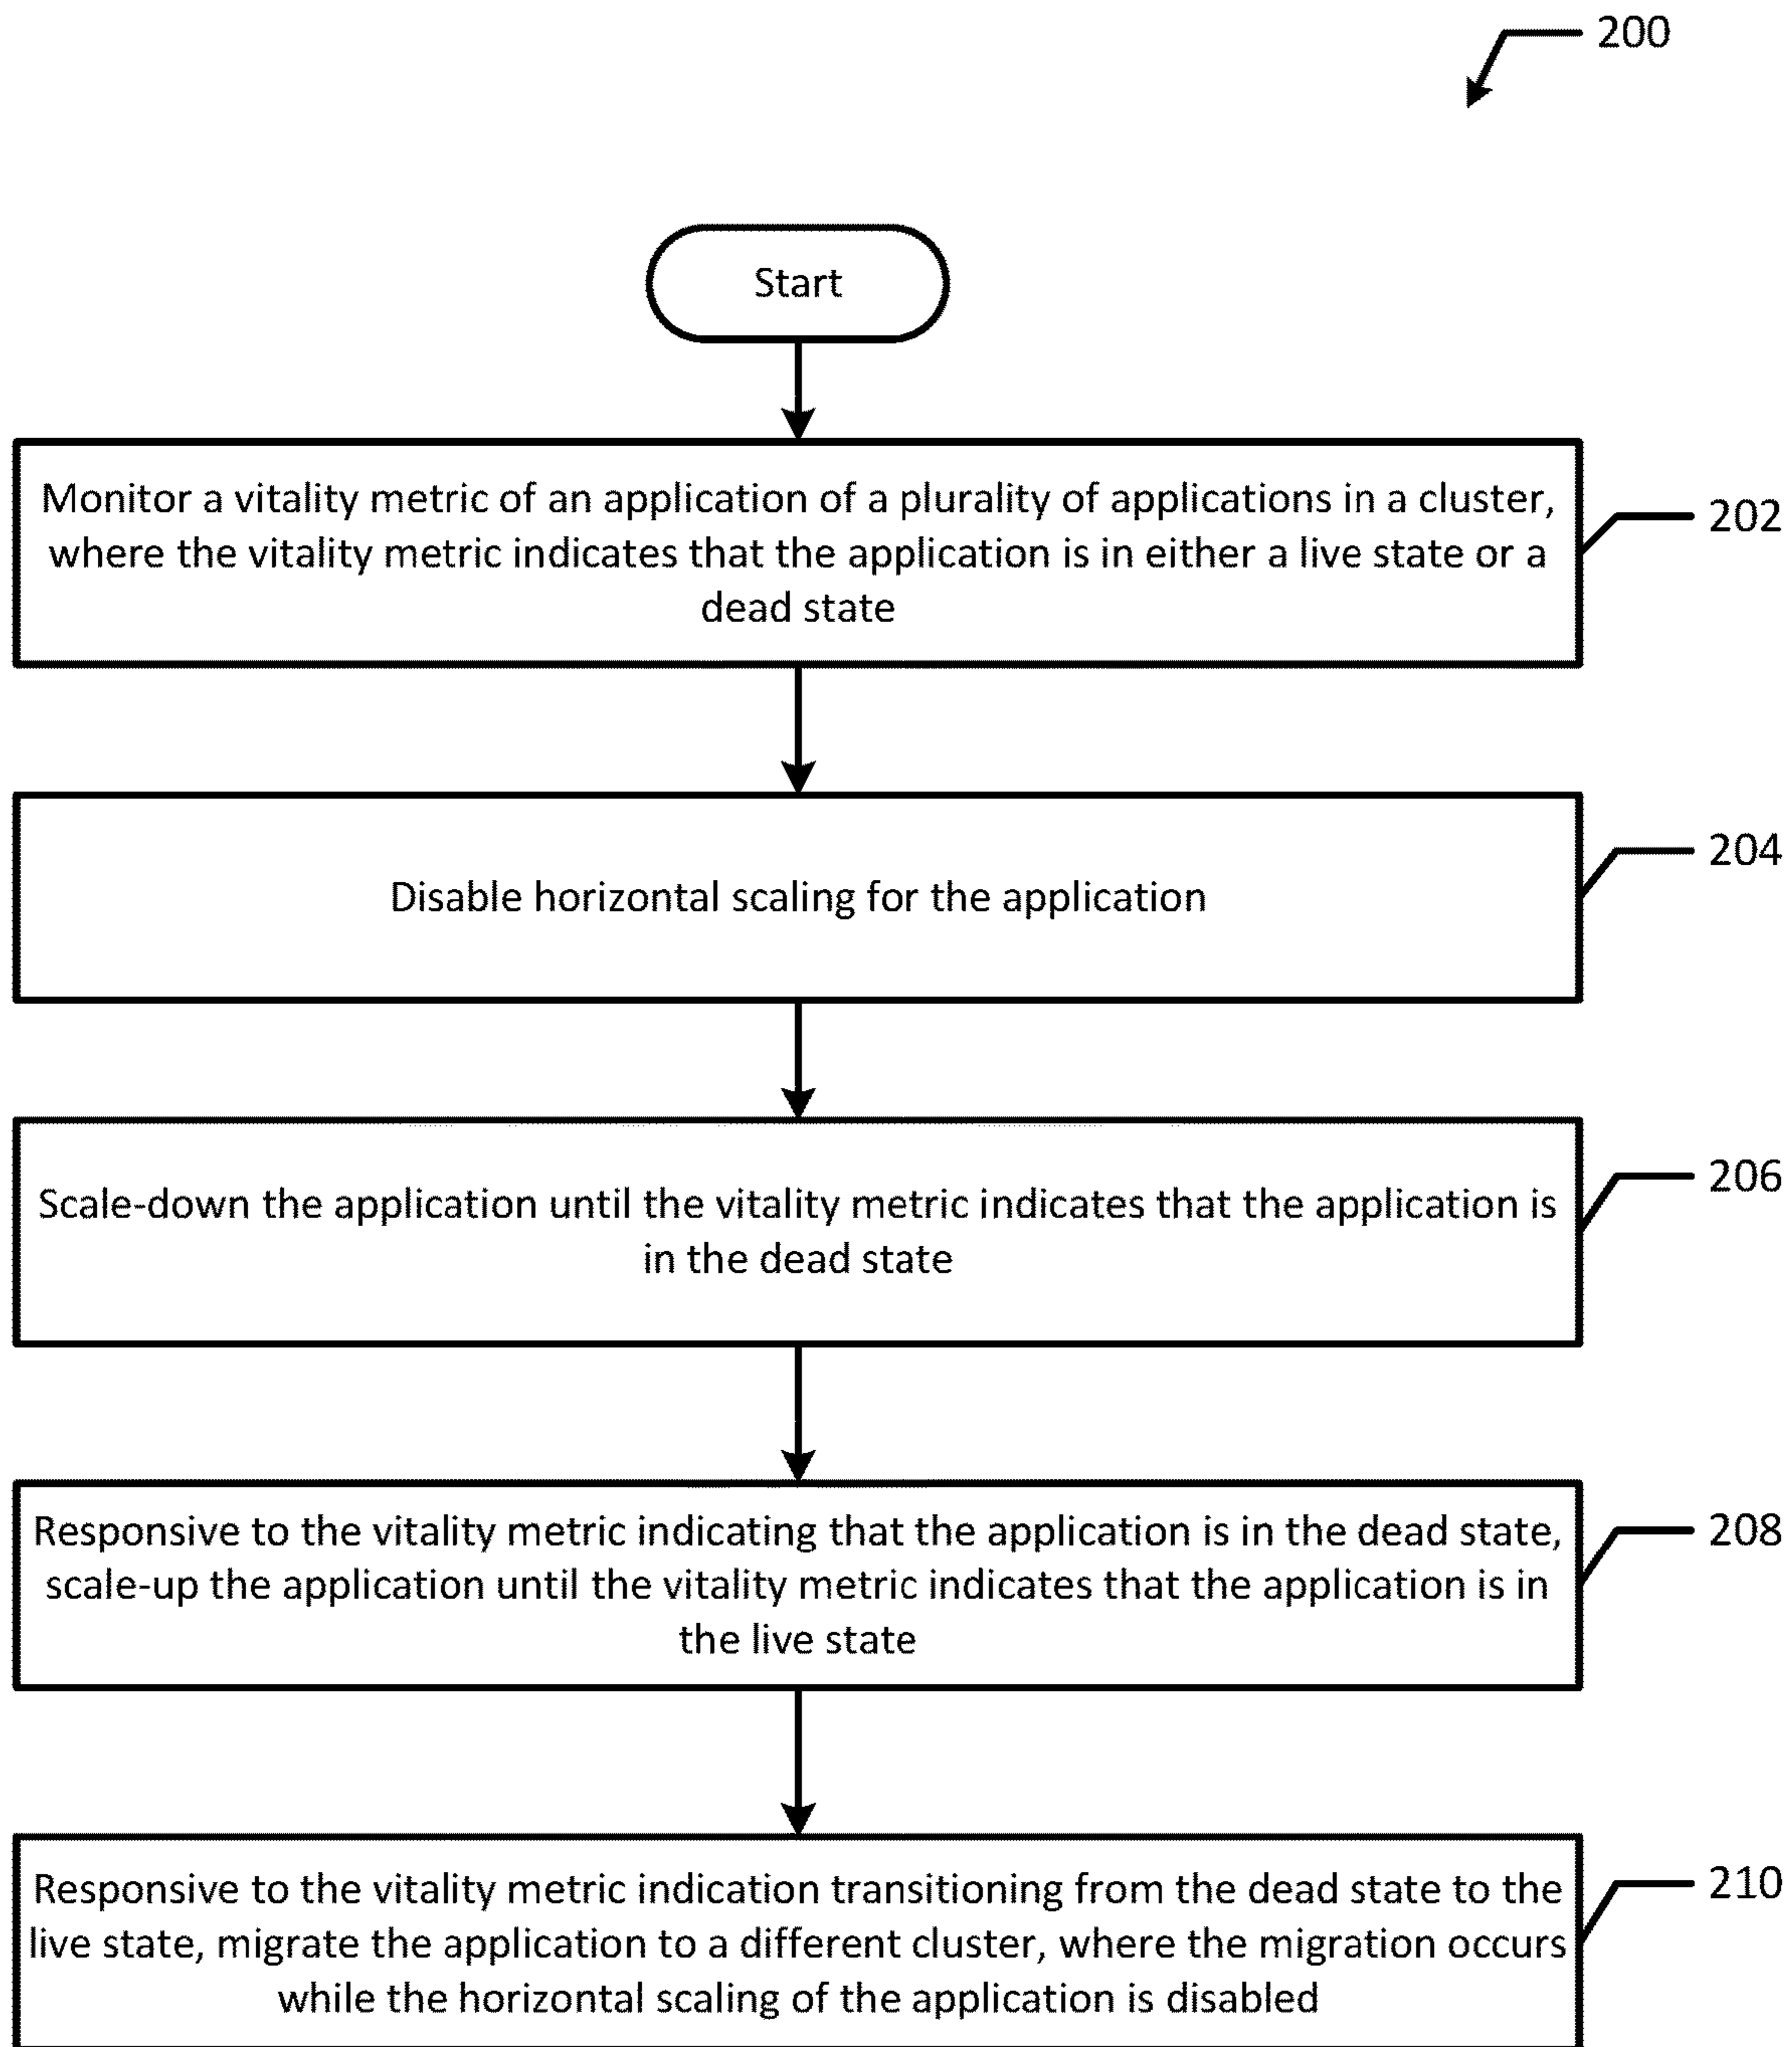 200
Start
Monitor a vitality metric of an application of a plurality of applications in a cluster,
where the vitality metric indicates that the application is in either a live state or a
dead state
202
Disable horizontal scaling for the application
204
Scale-down the application until the vitality metric indicates that the application is
in the dead state
206
Responsive to the vitality metric indicating that the application is in the dead state,
scale-up the application until the vitality metric indicates that the application is in
the live state
208
Responsive to the vitality metric indication transitioning from the dead state to the
live state, migrate the application to a different cluster, where the migration occurs
while the horizontal scaling of the application is disabled
210